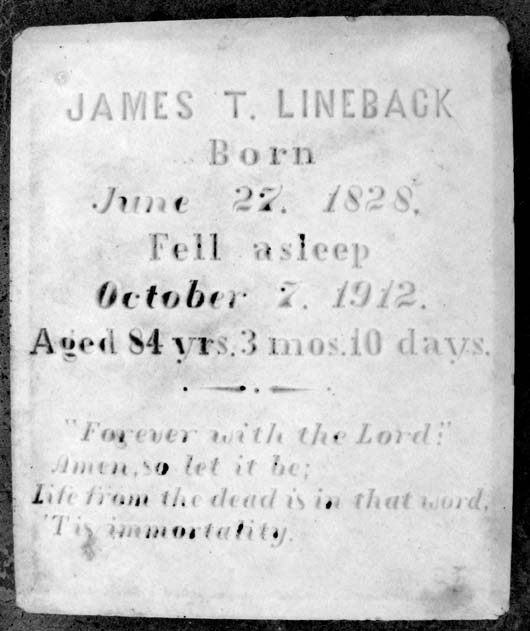 JAMES T. LINEBACK
Born
June 27. 1828.
Fell asleep
October 7. 1912.
Aged 84 yrs. 3 mos. 10 days.
"Forever with the Lord;"
Amen, so let it be;
Life from the dead is in that word,
'Tis immortality.